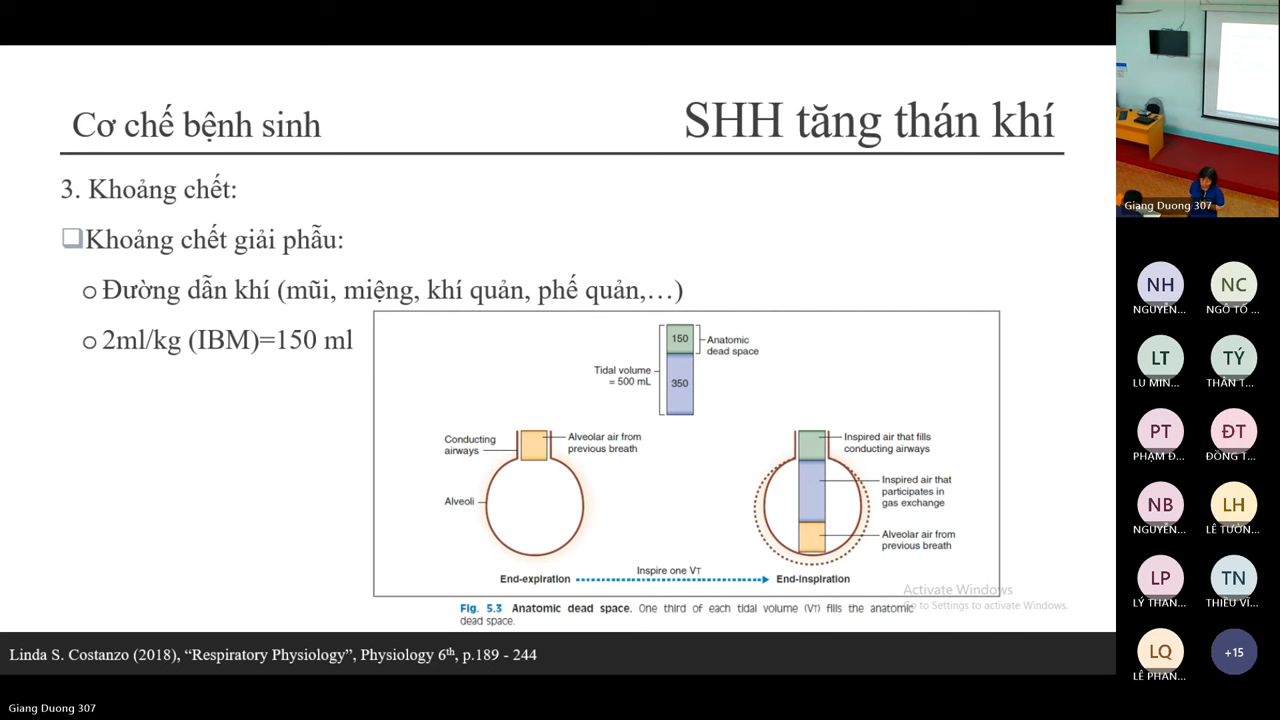 Cơ chế bệnh sinh
SHH tăng thán khí
3. Khoảng chết:
Khoảng chết giải phẫu:
Đường dẫn khí (mũi, miệng, khí quản, phế quản,…)
2ml/kg (IBM)=150 ml
150
Anatomic
dead space
Tidal volume
= 500 mL
350
Conducting
airways
Alveolar air from
previous breath
Alveoli
Inspired air that fills
conducting airways
Inspired air that
participates in
gas exchange
Alveolar air from
previous breath
Inspire one VT
End-expiration
End-inspiration
Fig. 5.3 Anatomic dead space. One third of each tidal volume (VT) fills the anatomic
dead space.
Activate Windows
Go to Settings to activate Windows.
Linda S. Costanzo (2018), “Respiratory Physiology”, Physiology 6th, p.189 - 244
Giang Duong 307
Giang Duong 307
NH
NGUYỄN...
NC
NGÔ TỐ ...
LT
LU MIN...
TÝ
THÂN T...
PT
PHẠM Đ...
ĐT
ĐỒNG T...
NB
NGUYỄN...
LH
LÊ TƯỜN...
LP
LÝ THAN...
TN
THIỀU VĨ...
LQ
LÊ PHAN...
+15